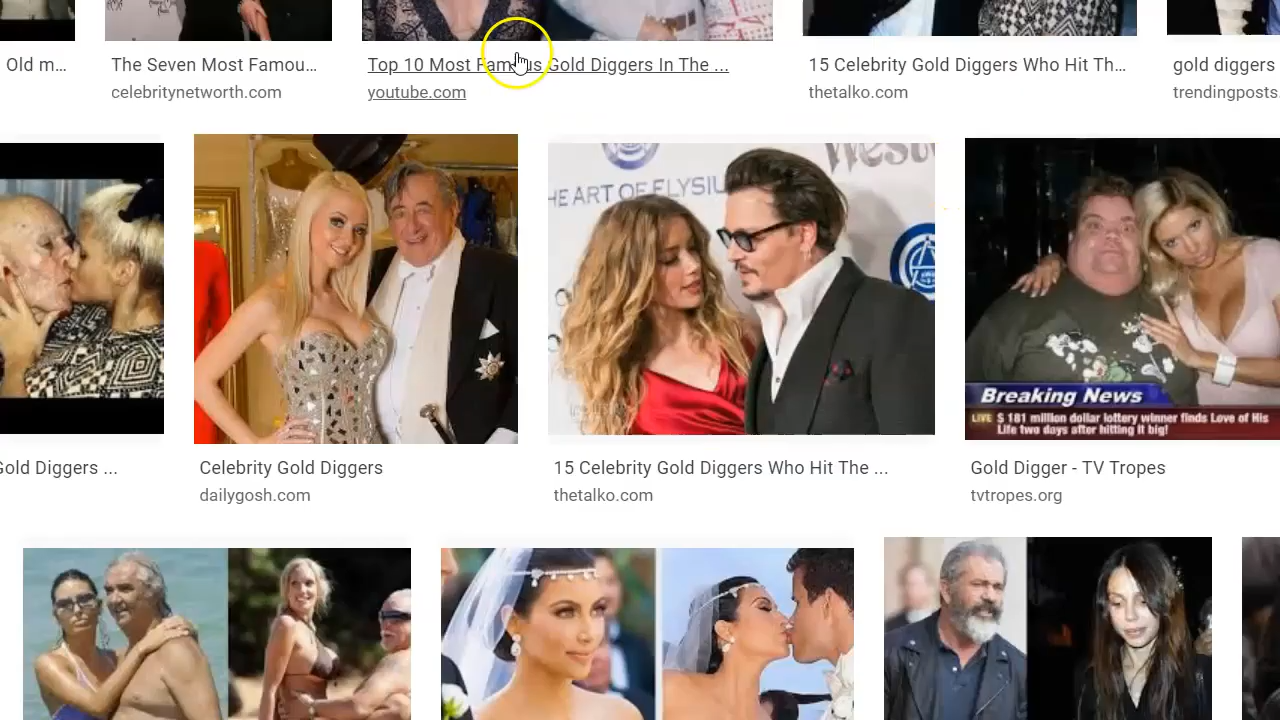 Old m...
The Seven Most Famou...
Top 10 Most Famous Gold Diggers In The ...
15 Celebrity Gold Diggers Who Hit Th...
gold diggers
celebritynetworth.com
youtube.com
thetalko.com
trendingposts.
HE ART OF ELYSIU
West
Breaking News
LIVE $ 181 million dollar lottery winner finds Love of His
Life two days after hitting it big!
Gold Diggers ...
Celebrity Gold Diggers
15 Celebrity Gold Diggers Who Hit The ...
Gold Digger - TV Tropes
dailygosh.com
thetalko.com
tvtropes.org